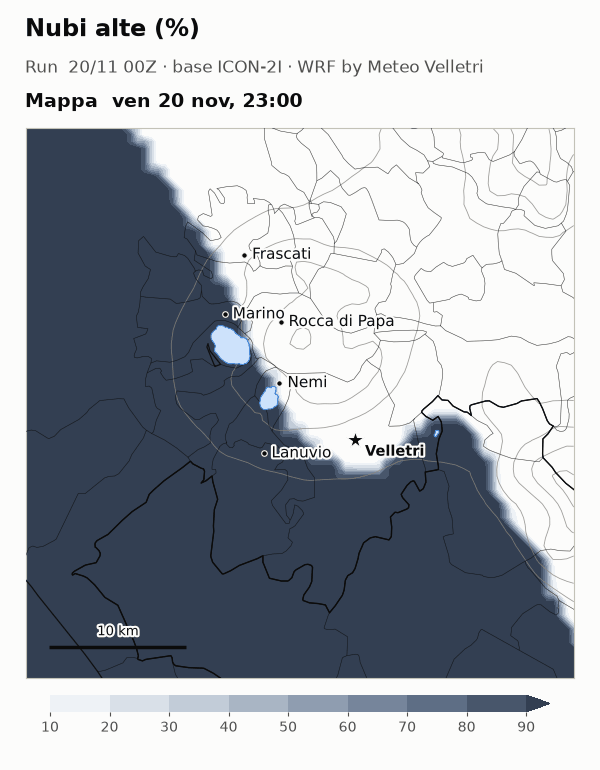 Nubi alte (%)
Run  20/11 00Z · base ICON-2I · WRF by Meteo Velletri
Mappa  ven 20 nov, 23:00
Frascati
Marino
Rocca di Papa
Nemi
Velletri
Lanuvio
10 km
10 20 30 40 50 60 70 80 90